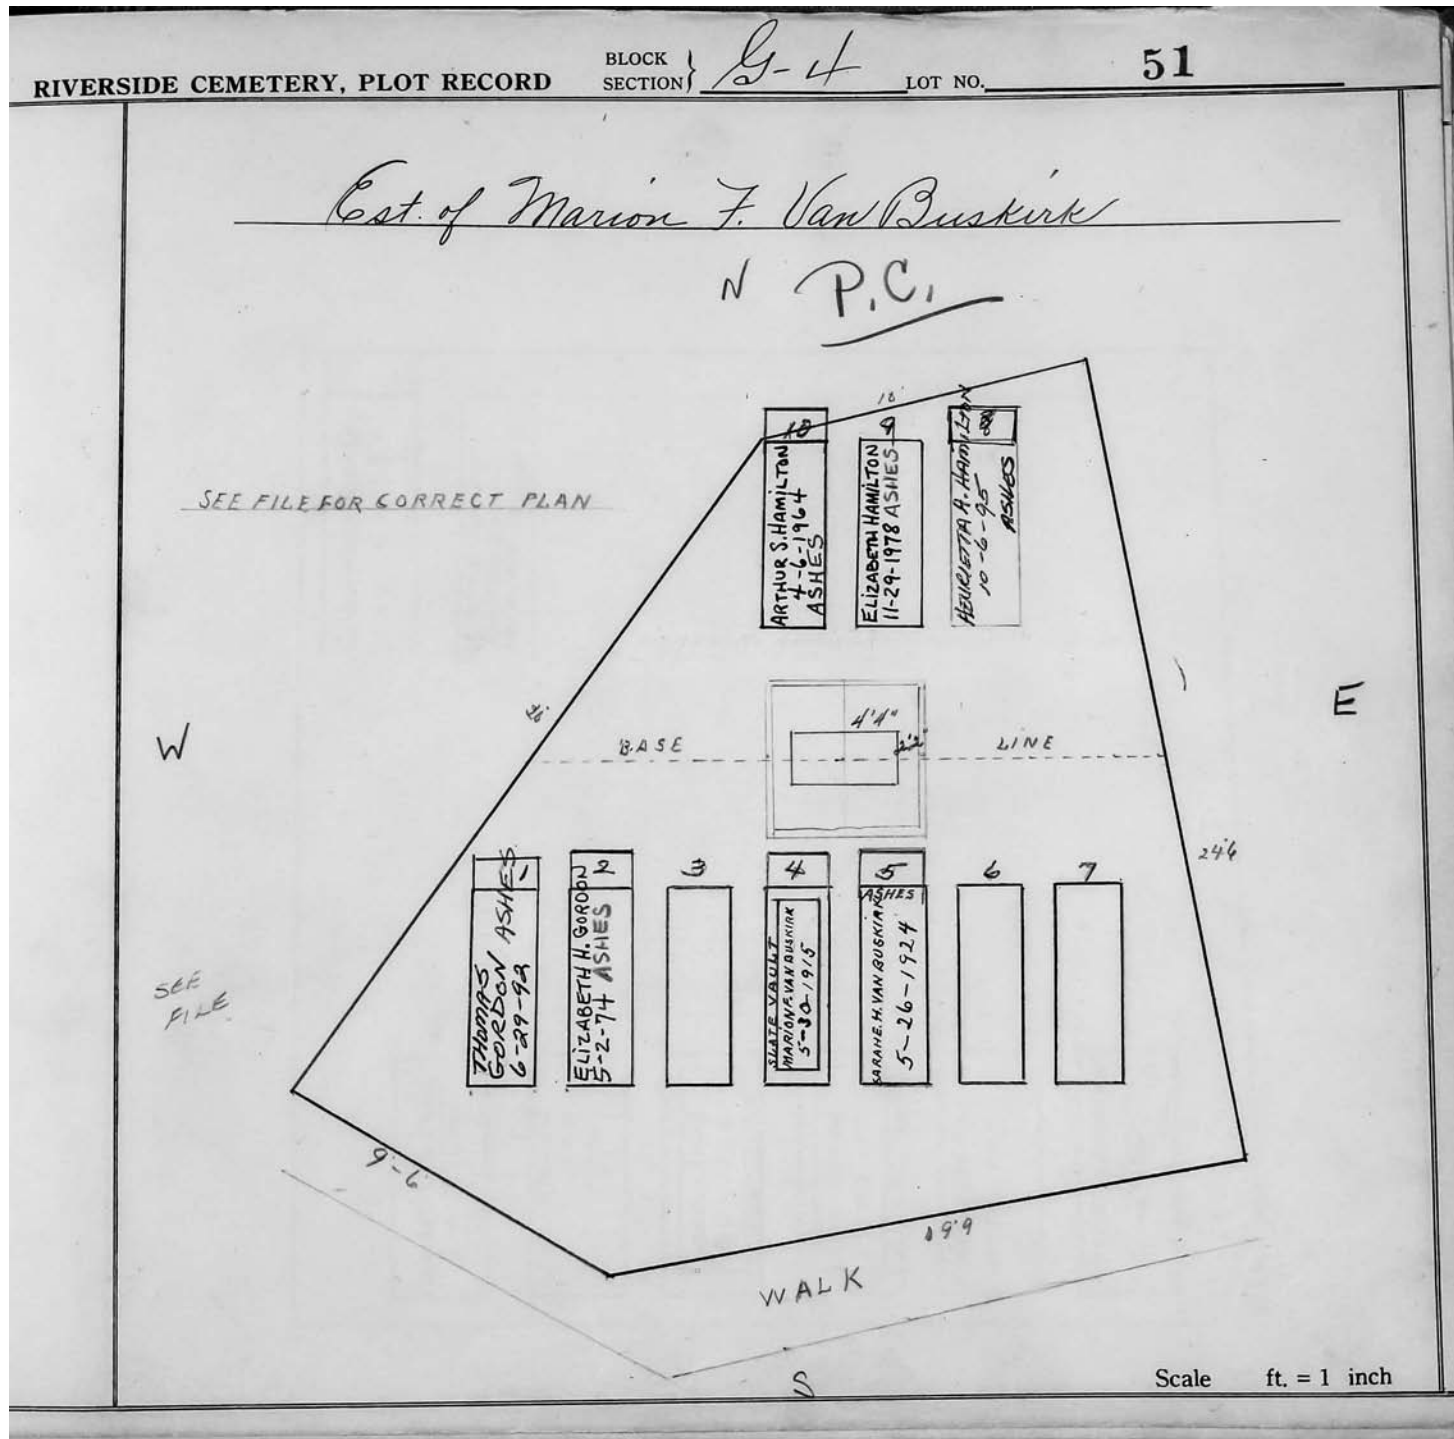 RIVERSIDE CEMETERY, PLOT RECORD BLOCK SECTION } G-4 LOT NO. 51
Est. of Marion F. Van Buskirk
N P.C.
10'
10 9 8
ARTHUR S. HAMILTON
4-6-1964
ASHES
ELIZABETH HAMILTON
11-29-1978 ASHES
HENRIETTA A. HAMILTON
10-6-95
ASHES
SEE FILE FOR CORRECT PLAN
W
E
BASE 4'4" 2'2" LINE
24'6
1 2 3 4 5 6 7
THOMAS
GORDON ASHES
6-29-92
ELIZABETH H. GORDON
5-2-74 ASHES
SLATE VAULT
MARION F. VAN BUSKIRK
5-30-1915
ASHES
SARAH E. H. VAN BUSKIRK
5-26-1924
SEE
FILE
9'-6
19'9
WALK
S
Scale ft. = 1 inch